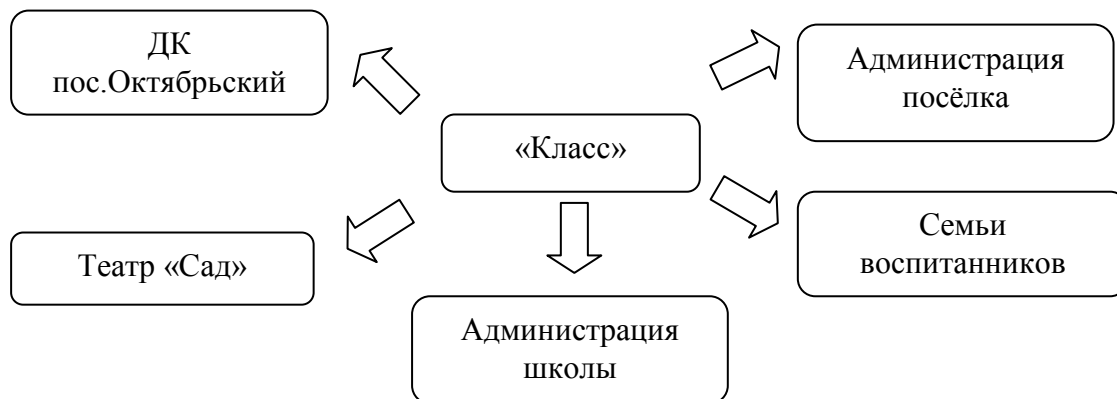 ДК
пос.Октябрьский
Администрация
посёлка
«Класс»
Театр «Сад»
Семьи
воспитанников
Администрация
школы